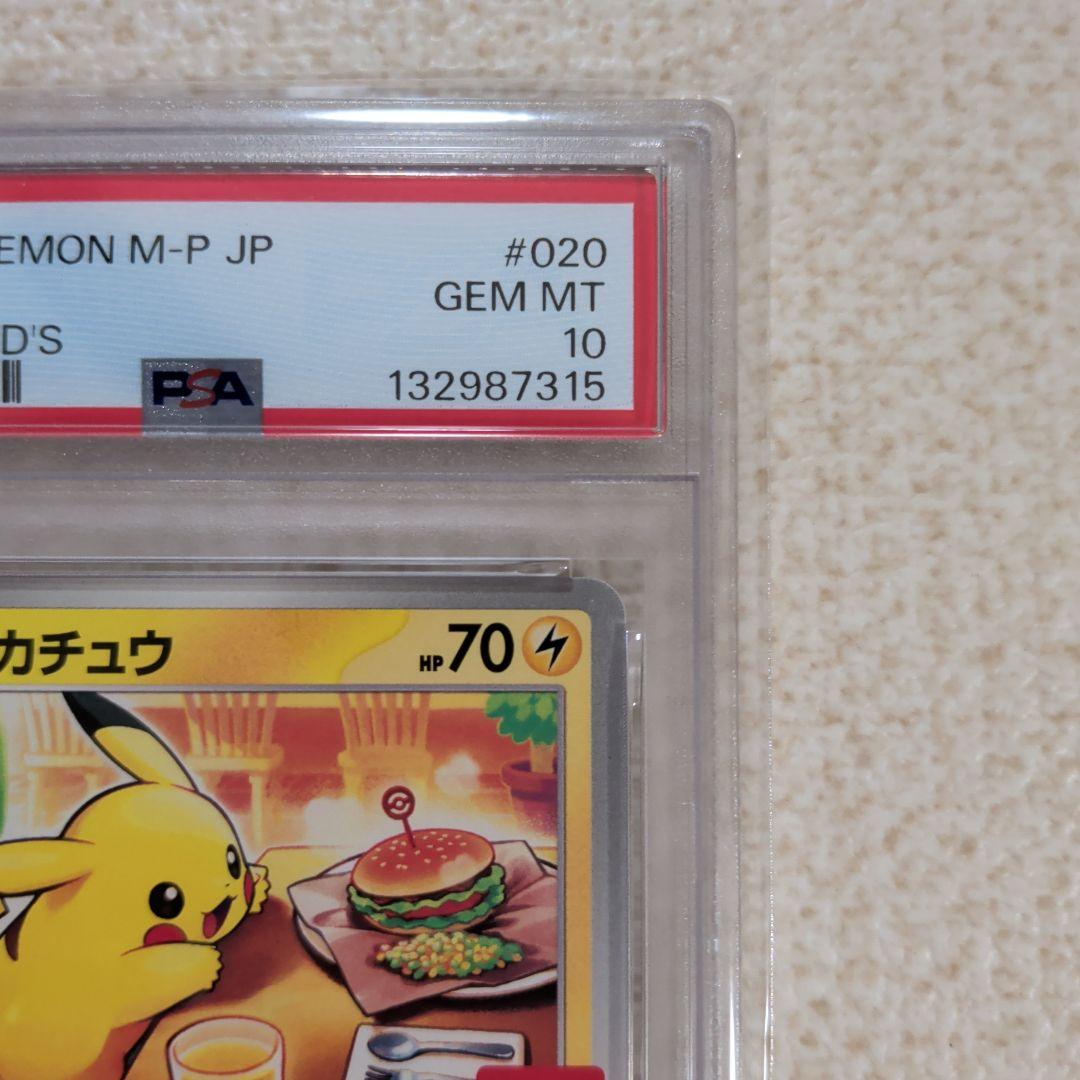 EMON M-P JP #020
GEM MT
D'S 10
PSA 132987315
カチュウ HP70